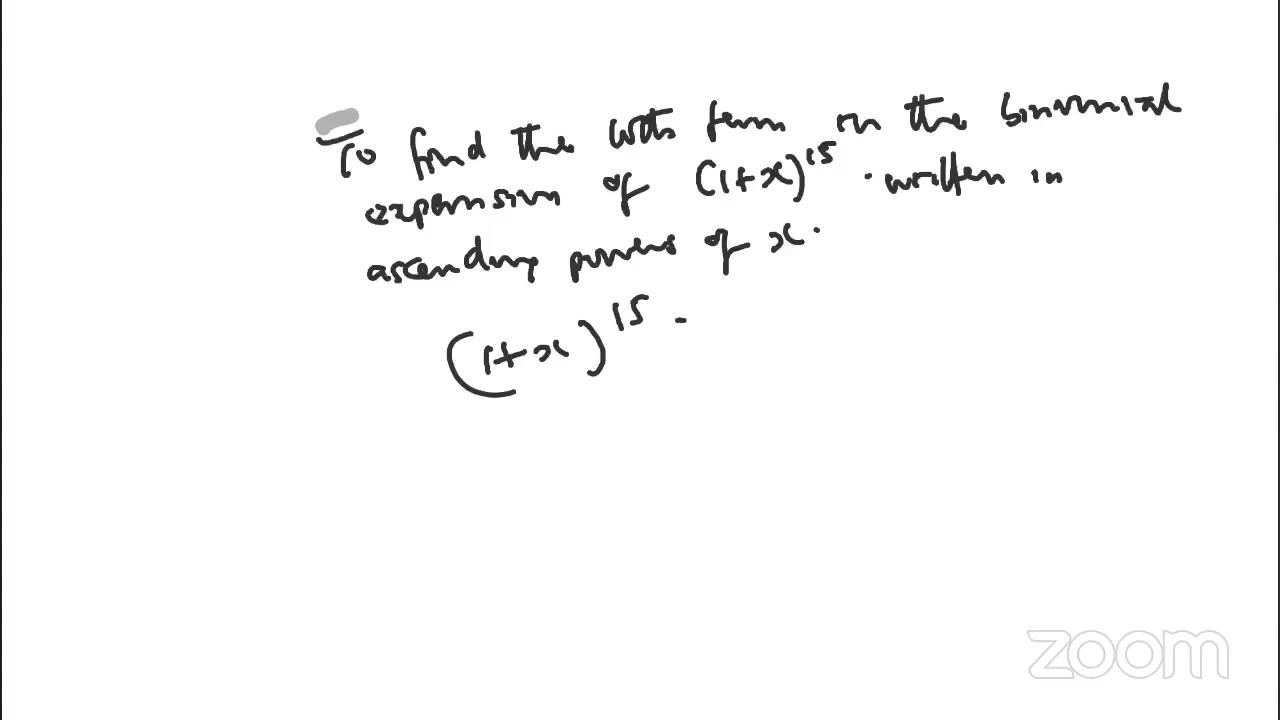 To find the 10th term in the binomial
expansion of (1+x)^15 . written in
ascending powers of x.
(1+x)^15 -
zoom